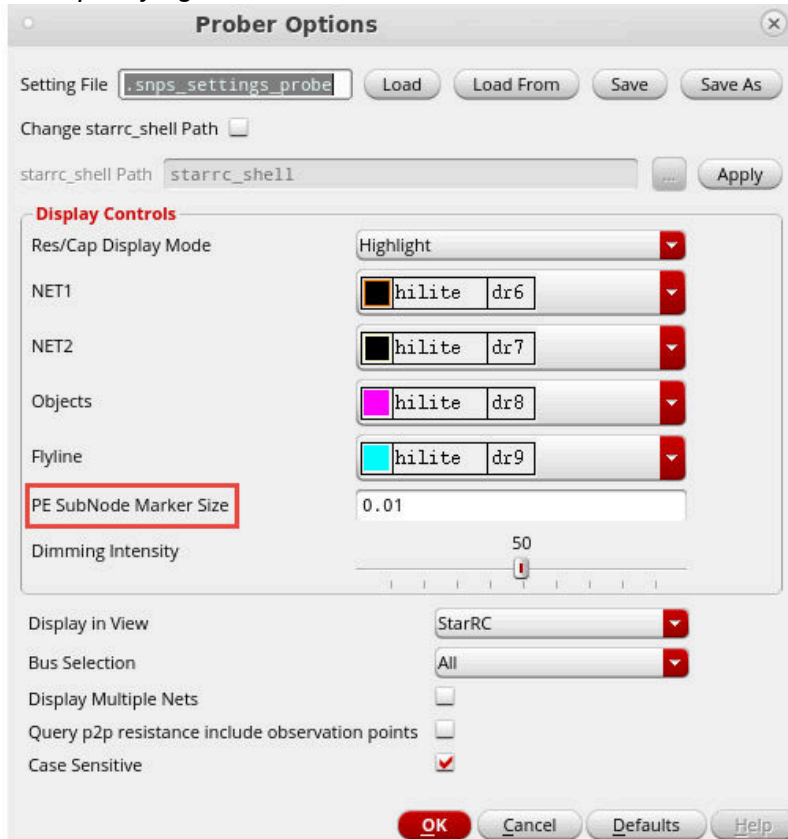 Prober Options
Setting File .snps_settings_probe Load Load From Save Save As
Change starrc_shell Path
starrc_shell Path starrc_shell ... Apply
Display Controls
Res/Cap Display Mode Highlight
NET1 hilite dr6
NET2 hilite dr7
Objects hilite dr8
Flyline hilite dr9
PE SubNode Marker Size 0.01
Dimming Intensity 50
Display in View StarRC
Bus Selection All
Display Multiple Nets
Query p2p resistance include observation points
Case Sensitive
OK Cancel Defaults Help